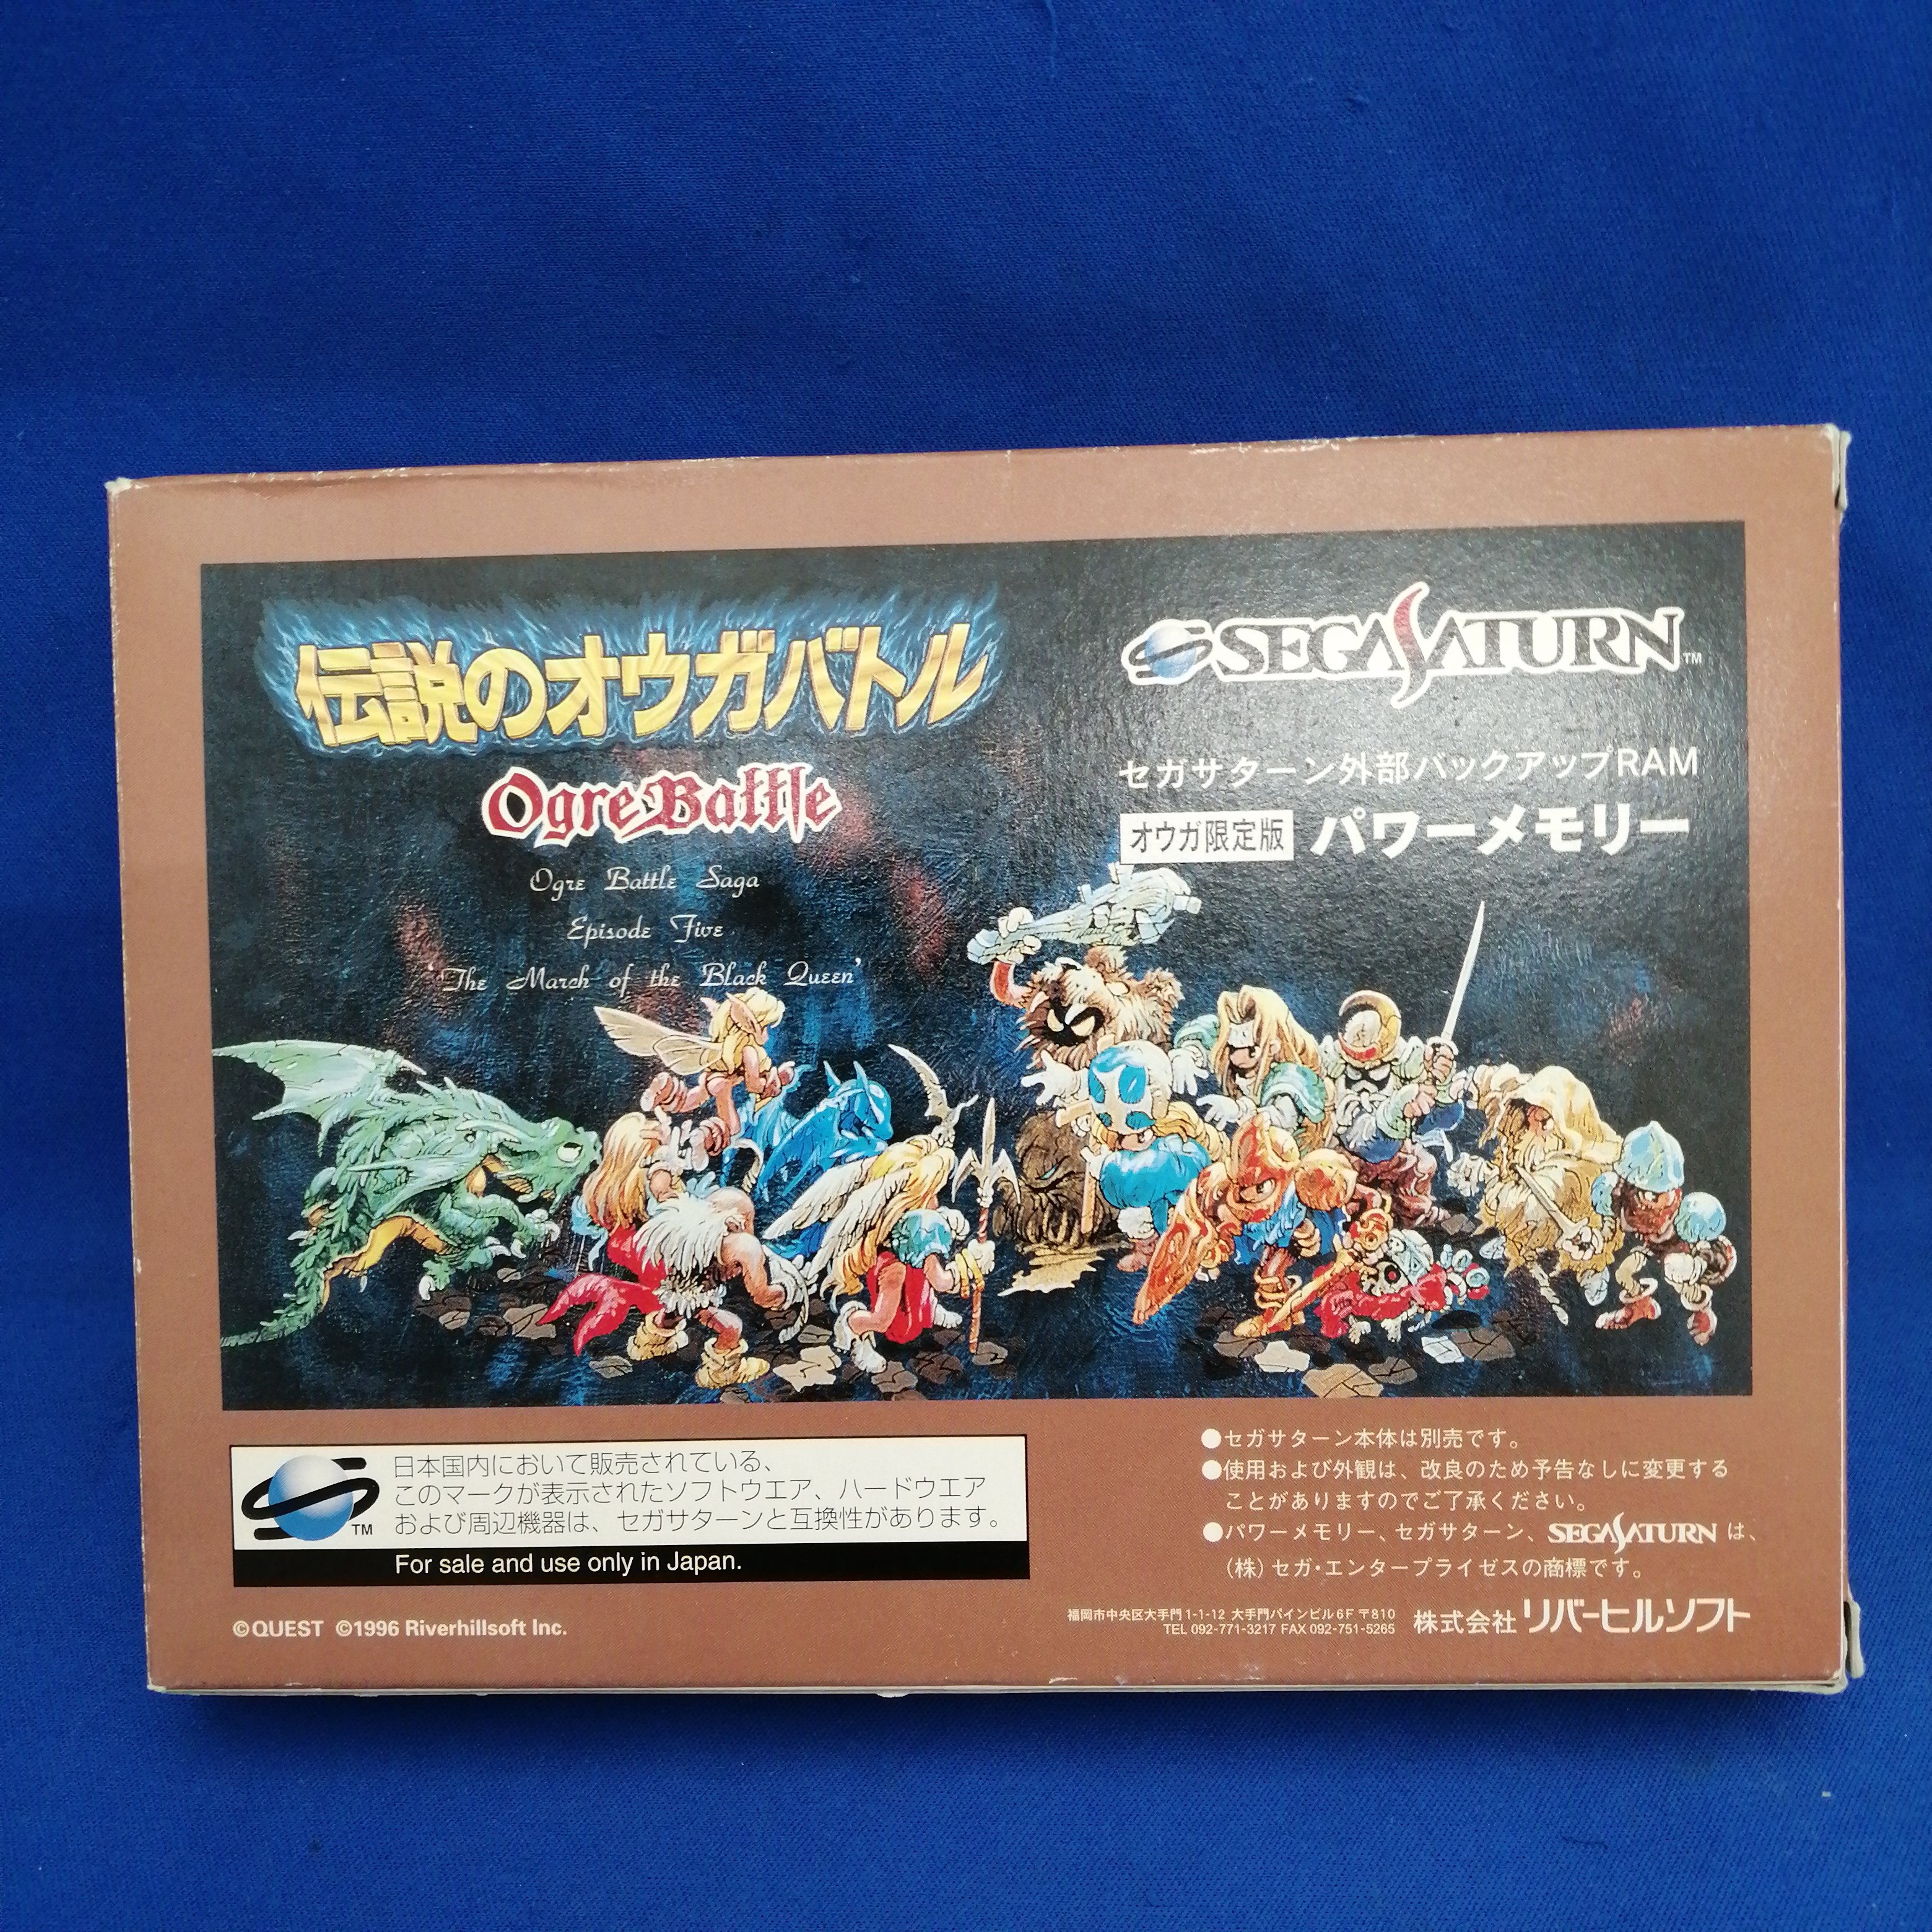 伝説のオウガバトル
Ogre Battle
Ogre Battle Saga
Episode Five
'The March of the Black Queen'
SEGA SATURN TM
セガサターン外部バックアップRAM
オウガ限定版 パワーメモリー
日本国内において販売されている、
このマークが表示されたソフトウエア、ハードウエア
および周辺機器は、セガサターンと互換性があります。
TM
For sale and use only in Japan.
©QUEST ©1996 Riverhillsoft Inc.
●セガサターン本体は別売です。
●使用および外観は、改良のため予告なしに変更する
ことがありますのでご了承ください。
●パワーメモリー、セガサターン、SEGA SATURN は、
(株)セガ・エンタープライゼスの商標です。
福岡市中央区大手門1-1-12 大手門パインビル6F 〒810
TEL 092-771-3217 FAX 092-751-5265
株式会社リバーヒルソフト